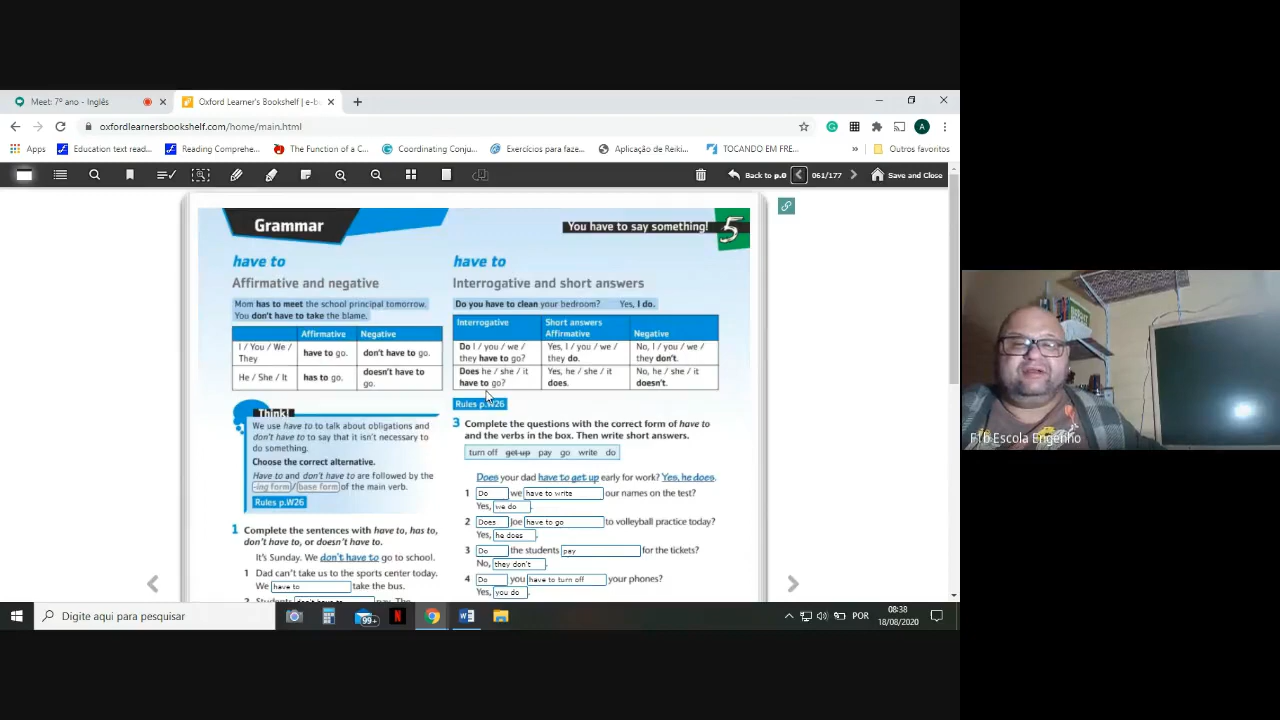 Meet: 7º ano - Inglês
Oxford Learner's Bookshelf | e-b
oxfordlearnersbookshelf.com/home/main.html
A
Apps
Education text read...
Reading Comprehe...
The Function of a C...
Coordinating Conju...
Exercícios para faze...
Aplicação de Reiki...
TOCANDO EM FRE...
Outros favoritos
Back to p.0
061/177
Save and Close
Grammar
You have to say something!
5
have to
Affirmative and negative
Mom has to meet the school principal tomorrow.
You don't have to take the blame.
Affirmative Negative
I / You / We / They have to go. don't have to go.
He / She / It has to go. doesn't have to go.
Think!
We use have to to talk about obligations and
don't have to to say that it isn't necessary to
do something.
Choose the correct alternative.
Have to and don't have to are followed by the
-ing form / base form of the main verb.
Rules p.W26
1 Complete the sentences with have to, has to,
don't have to, or doesn't have to.
It's Sunday. We don't have to go to school.
1 Dad can't take us to the sports center today.
We have to take the bus.
2 Students don't have to pay. The
have to
Interrogative and short answers
Do you have to clean your bedroom? Yes, I do.
Interrogative Short answers Affirmative Negative
Do I / you / we / they have to go? Yes, I / you / we / they do. No, I / you / we / they don't.
Does he / she / it have to go? Yes, he / she / it does. No, he / she / it doesn't.
Rules p.W26
3 Complete the questions with the correct form of have to
and the verbs in the box. Then write short answers.
turn off get up pay go write do
Does your dad have to get up early for work? Yes, he does.
1 Do we have to write our names on the test?
Yes, we do.
2 Does Joe have to go to volleyball practice today?
Yes, he does.
3 Do the students pay for the tickets?
No, they don't.
4 Do you have to turn off your phones?
Yes, you do.
F1b Escola Engenho
Digite aqui para pesquisar
99+
POR
08:38
18/08/2020